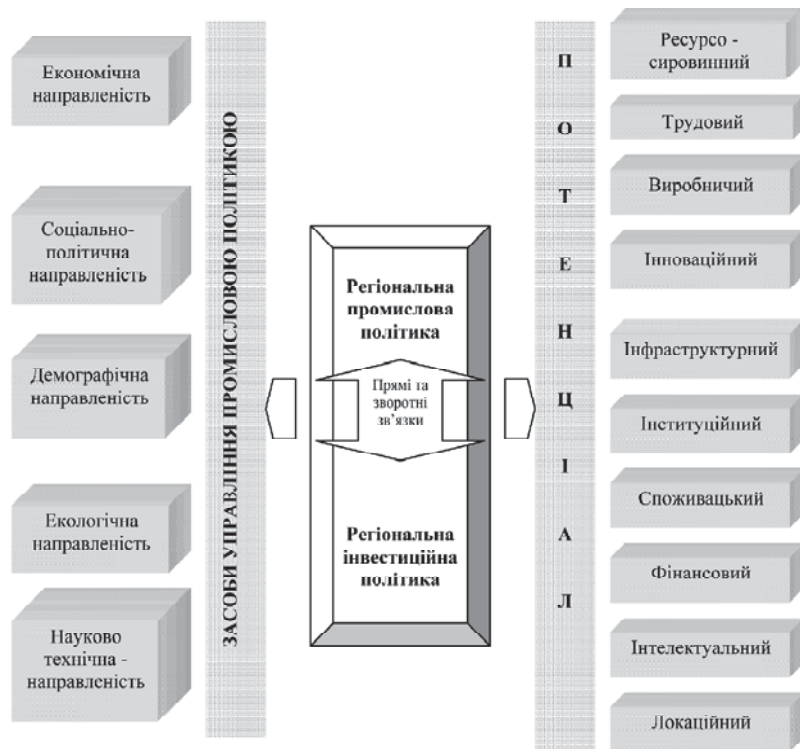 Економічна
направленість
Соціально-
політична
направленість
Демографічна
направленість
Екологічна
направленість
Науково
технічна -
направленість
ЗАСОБИ УПРАВЛІННЯ ПРОМИСЛОВОЮ ПОЛІТИКОЮ
Регіональна
промислова
політика
Прямі та
зворотні
зв'язки
Регіональна
інвестиційна
політика
П
О
Т
Е
Н
Ц
І
А
Л
Ресурсо -
сировинний
Трудовий
Виробничий
Інноваційний
Інфраструктурний
Інституційний
Споживацький
Фінансовий
Інтелектуальний
Локаційний